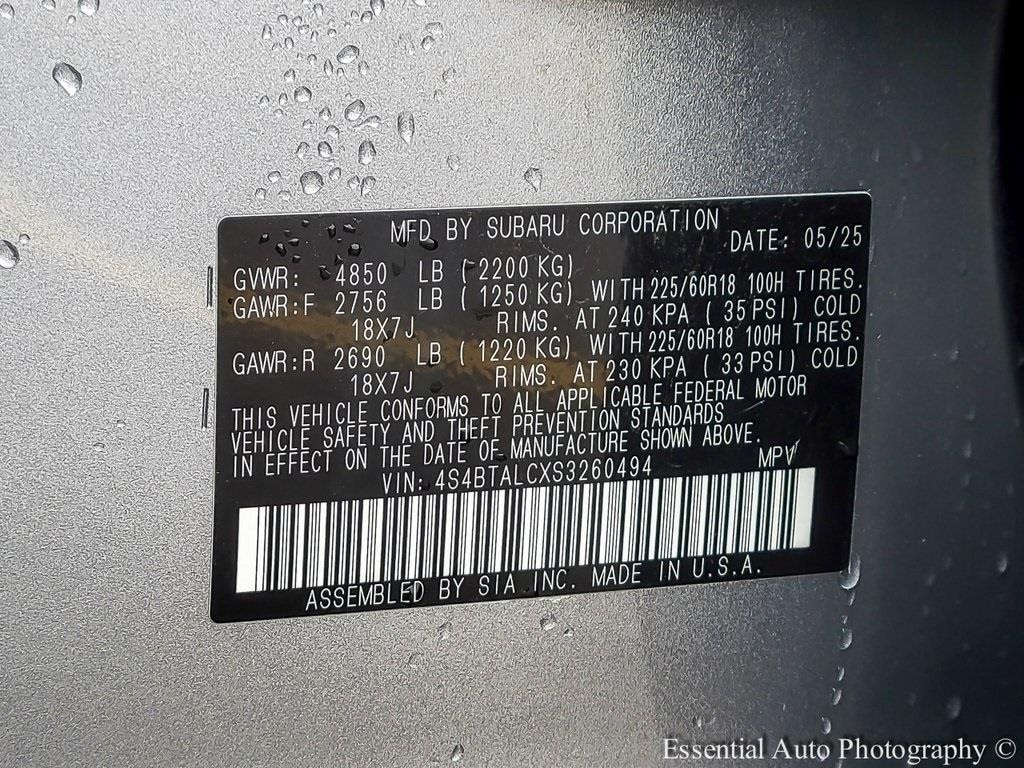 MFD BY SUBARU CORPORATION DATE: 05/25
GVWR: 4850 LB (2200 KG)
GAWR:F 2756 LB (1250 KG) WITH 225/60R18 100H TIRES.
18X7J RIMS. AT 240 KPA (35 PSI) COLD
GAWR:R 2690 LB (1220 KG) WITH 225/60R18 100H TIRES.
18X7J RIMS. AT 230 KPA (33 PSI) COLD
THIS VEHICLE CONFORMS TO ALL APPLICABLE FEDERAL MOTOR
VEHICLE SAFETY AND THEFT PREVENTION STANDARDS
IN EFFECT ON THE DATE OF MANUFACTURE SHOWN ABOVE.
VIN: 4S4BTALCXS3260494 MPV
ASSEMBLED BY SIA INC. MADE IN U.S.A.
Essential Auto Photography ©